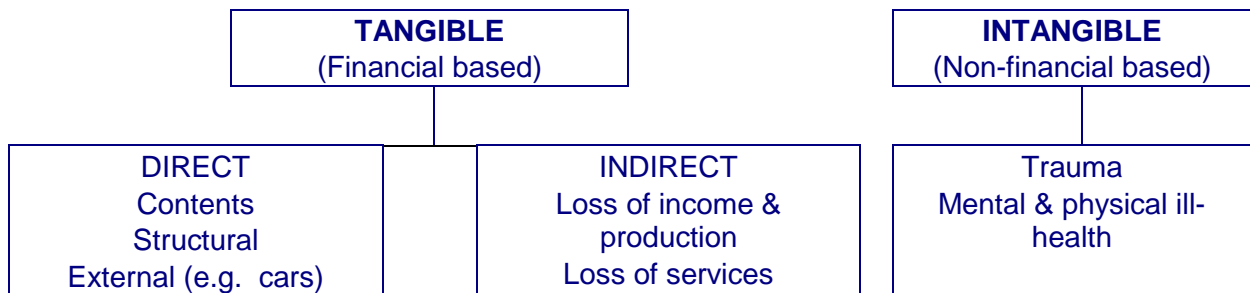 TANGIBLE
(Financial based)
INTANGIBLE
(Non-financial based)
DIRECT
Contents
Structural
External (e.g. cars)
INDIRECT
Loss of income &
production
Loss of services
Trauma
Mental & physical ill-
health